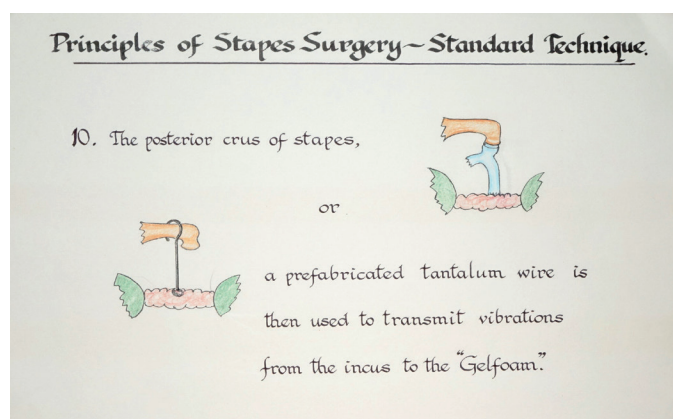 Principles of Stapes Surgery~Standard Technique.
10. The posterior crus of stapes,
or
a prefabricated tantalum wire is
then used to transmit vibrations
from the incus to the "Gelfoam".